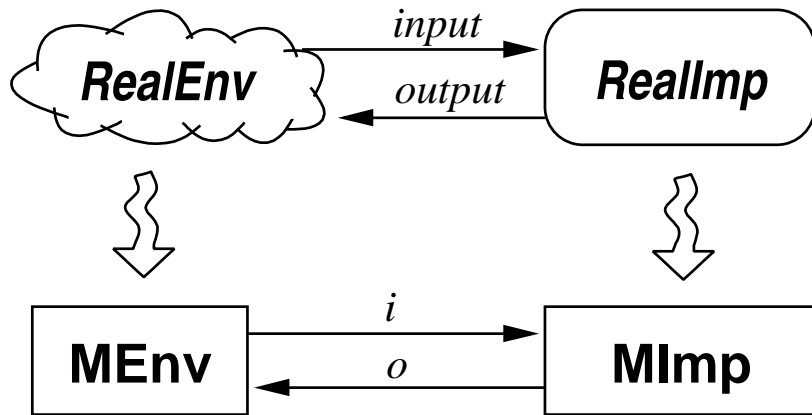 input
RealEnv
RealImp
output
i
MEnv
MImp
o